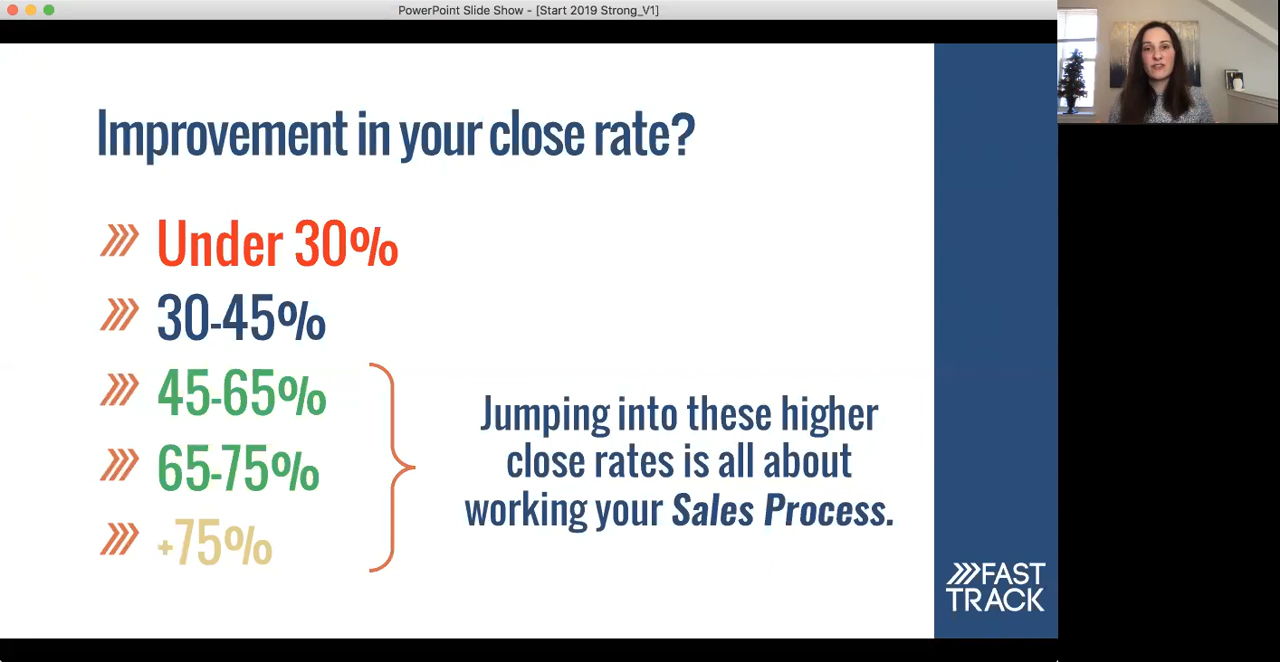 PowerPoint Slide Show - [Start 2019 Strong_V1]
Improvement in your close rate?
Under 30%
30-45%
45-65%
65-75%
+75%
Jumping into these higher
close rates is all about
working your Sales Process.
FAST
TRACK